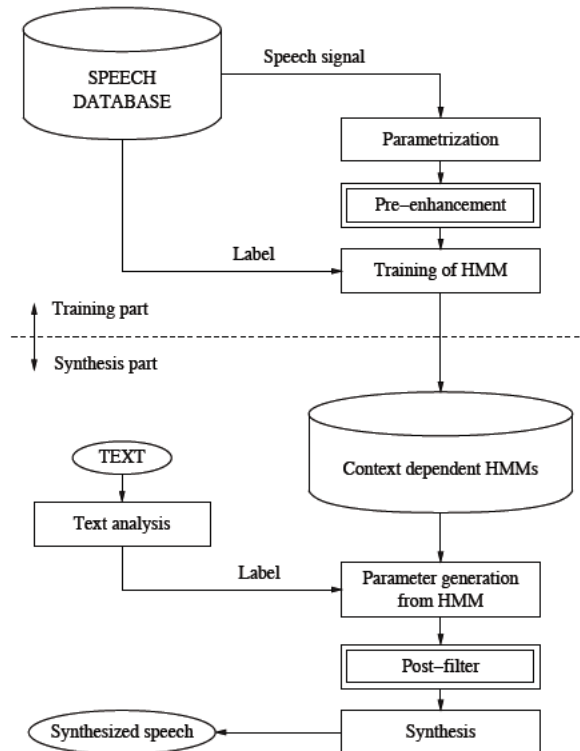 SPEECH
DATABASE
Speech signal
Parametrization
Pre–enhancement
Label
Training of HMM
Training part
Synthesis part
Context dependent HMMs
TEXT
Text analysis
Label
Parameter generation
from HMM
Post–filter
Synthesis
Synthesized speech